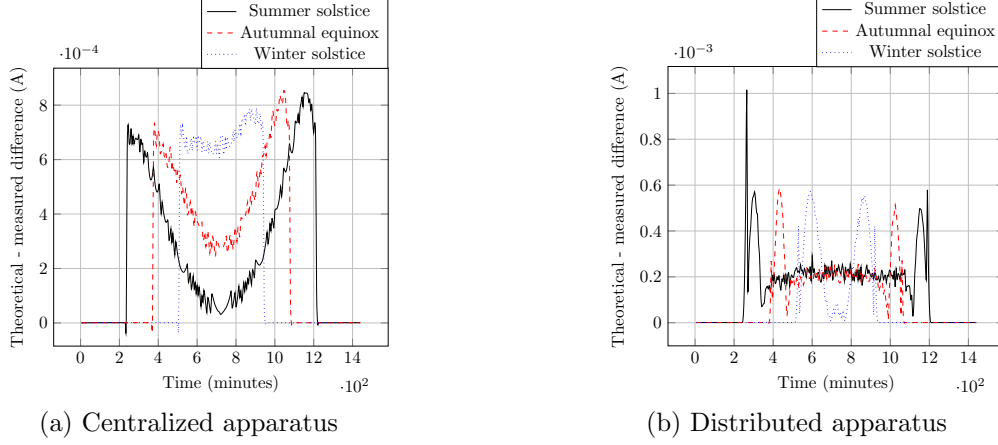 Summer solstice
Autumnal equinox
Winter solstice
·10⁻⁴
Theoretical - measured difference (A)
8
6
4
2
0
0 2 4 6 8 10 12 14
Time (minutes) ·10²
(a) Centralized apparatus
Summer solstice
Autumnal equinox
Winter solstice
·10⁻³
Theoretical - measured difference (A)
1
0.8
0.6
0.4
0.2
0
0 2 4 6 8 10 12 14
Time (minutes) ·10²
(b) Distributed apparatus